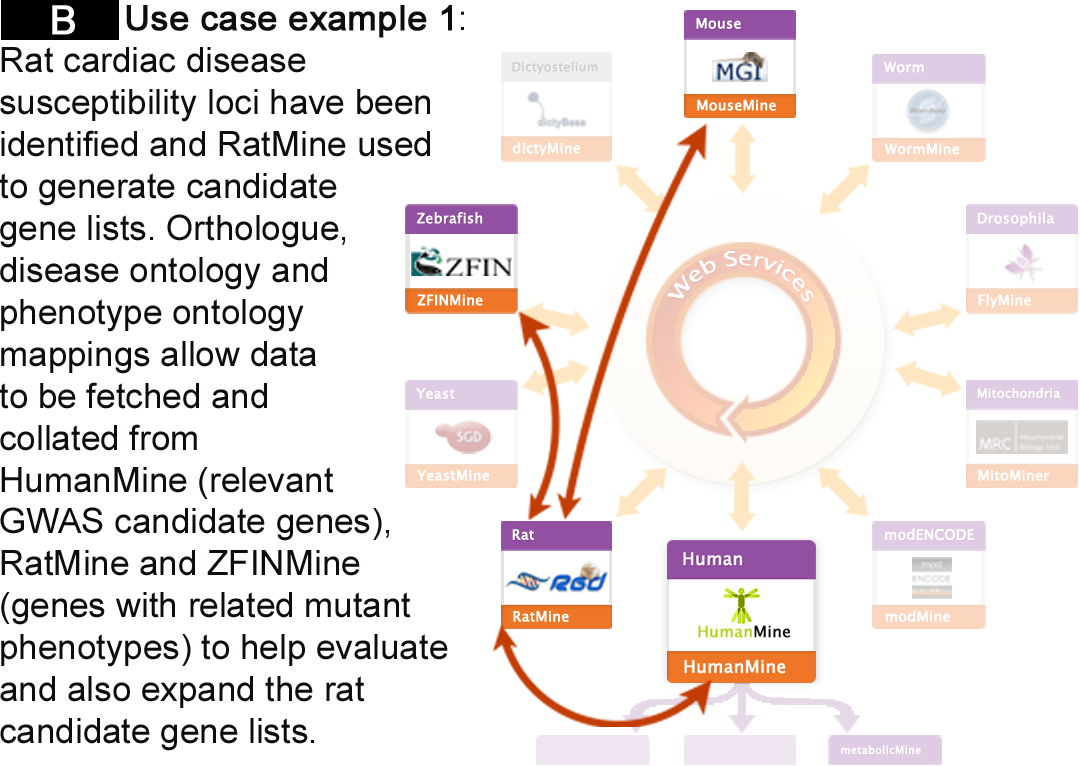 B Use case example 1:
Rat cardiac disease
susceptibility loci have been
identified and RatMine used
to generate candidate
gene lists. Orthologue,
disease ontology and
phenotype ontology
mappings allow data
to be fetched and
collated from
HumanMine (relevant
GWAS candidate genes),
RatMine and ZFINMine
(genes with related mutant
phenotypes) to help evaluate
and also expand the rat
candidate gene lists.
Mouse
MGI
MouseMine
Dictyostelium
dictyBase
dictyMine
Worm
WormMine
Zebrafish
ZFIN
ZFINMine
Web Services
Drosophila
FlyMine
Yeast
SGD
YeastMine
Mitochondria
MRC Mitochondrial
Biology Unit
MitoMiner
Rat
RGD
RatMine
Human
HumanMine
HumanMine
modENCODE
mod
ENCODE
modMine
metabolicMine